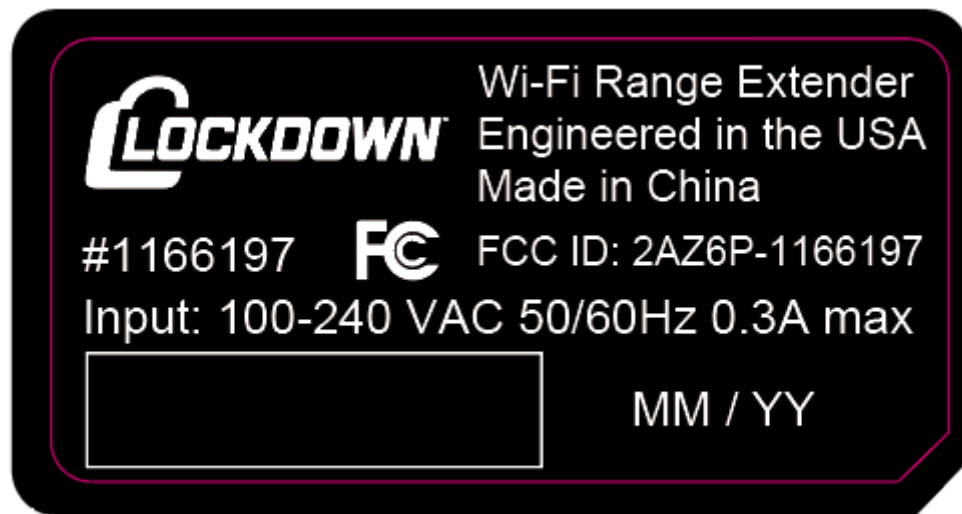 LOCKDOWN™
Wi-Fi Range Extender
Engineered in the USA
Made in China
#1166197 FC FCC ID: 2AZ6P-1166197
Input: 100-240 VAC 50/60Hz 0.3A max
MM / YY